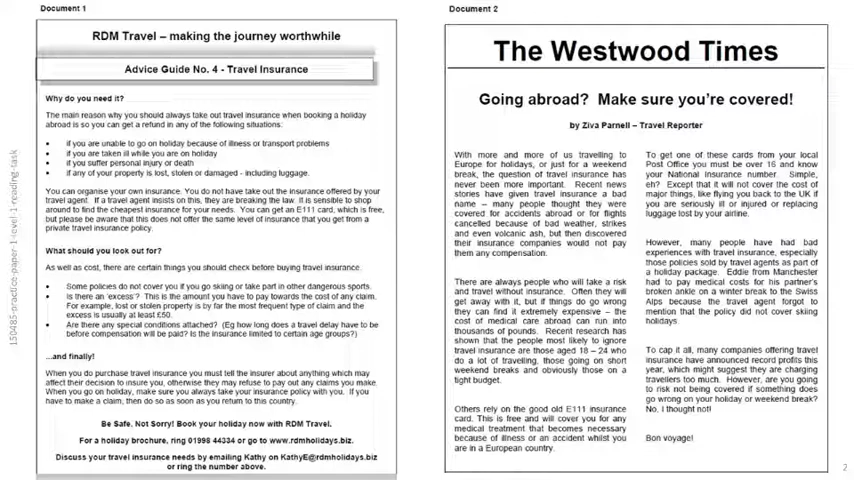 Document 1
RDM Travel – making the journey worthwhile
Advice Guide No. 4 - Travel Insurance
Why do you need it?
The main reason why you should always take out travel insurance when booking a holiday
abroad is so you can get a refund in any of the following situations:
• if you are unable to go on holiday because of illness or transport problems
• if you are taken ill while you are on holiday
• if you suffer personal injury or death
• if any of your property is lost, stolen or damaged - including luggage.
You can organise your own insurance. You do not have take out the insurance offered by your
travel agent. If a travel agent insists on this, they are breaking the law. It is sensible to shop
around to find the cheapest insurance for your needs. You can get an E111 card, which is free,
but please be aware that this does not offer the same level of insurance that you get from a
private travel insurance policy.
What should you look out for?
As well as cost, there are certain things you should check before buying travel insurance.
• Some policies do not cover you if you go skiing or take part in other dangerous sports.
• Is there an 'excess'? This is the amount you have to pay towards the cost of any claim.
For example, lost or stolen property is by far the most frequent type of claim and the
excess is usually at least £50.
• Are there any special conditions attached? (Eg how long does a travel delay have to be
before compensation will be paid? Is the insurance limited to certain age groups?)
...and finally!
When you do purchase travel insurance you must tell the insurer about anything which may
affect their decision to insure you, otherwise they may refuse to pay out any claims you make.
When you go on holiday, make sure you always take your insurance policy with you. If you
have to make a claim, then do so as soon as you return to this country.
Be Safe. Not Sorry! Book your holiday now with RDM Travel.
For a holiday brochure, ring 01998 44334 or go to www.rdmholidays.biz.
Discuss your travel insurance needs by emailing Kathy on KathyE@rdmholidays.biz
or ring the number above.
Document 2
The Westwood Times
Going abroad? Make sure you're covered!
by Ziva Parnell – Travel Reporter
With more and more of us travelling to
Europe for holidays, or just for a weekend
break, the question of travel insurance has
never been more important. Recent news
stories have given travel insurance a bad
name – many people thought they were
covered for accidents abroad or for flights
cancelled because of bad weather, strikes
and even volcanic ash, but then discovered
their insurance companies would not pay
them any compensation.
There are always people who will take a risk
and travel without insurance. Often they will
get away with it, but if things do go wrong
they can find it extremely expensive – the
cost of medical care abroad can run into
thousands of pounds. Recent research has
shown that the people most likely to ignore
travel insurance are those aged 18 – 24 who
do a lot of travelling, those going on short
weekend breaks and obviously those on a
tight budget.
Others rely on the good old E111 insurance
card. This is free and will cover you for any
medical treatment that becomes necessary
because of illness or an accident whilst you
are in a European country.
To get one of these cards from your local
Post Office you must be over 16 and know
your National Insurance number. Simple,
eh? Except that it will not cover the cost of
major things, like flying you back to the UK if
you are seriously ill or injured or replacing
luggage lost by your airline.
However, many people have had bad
experiences with travel insurance, especially
those policies sold by travel agents as part of
a holiday package. Eddie from Manchester
had to pay medical costs for his partner's
broken ankle on a winter break to the Swiss
Alps because the travel agent forgot to
mention that the policy did not cover skiing
holidays.
To cap it all, many companies offering travel
insurance have announced record profits this
year, which might suggest they are charging
travellers too much. However, are you going
to risk not being covered if something does
go wrong on your holiday or weekend break?
No, I thought not!
Bon voyage!
150485-practice-paper-1-level-1-reading-task
2